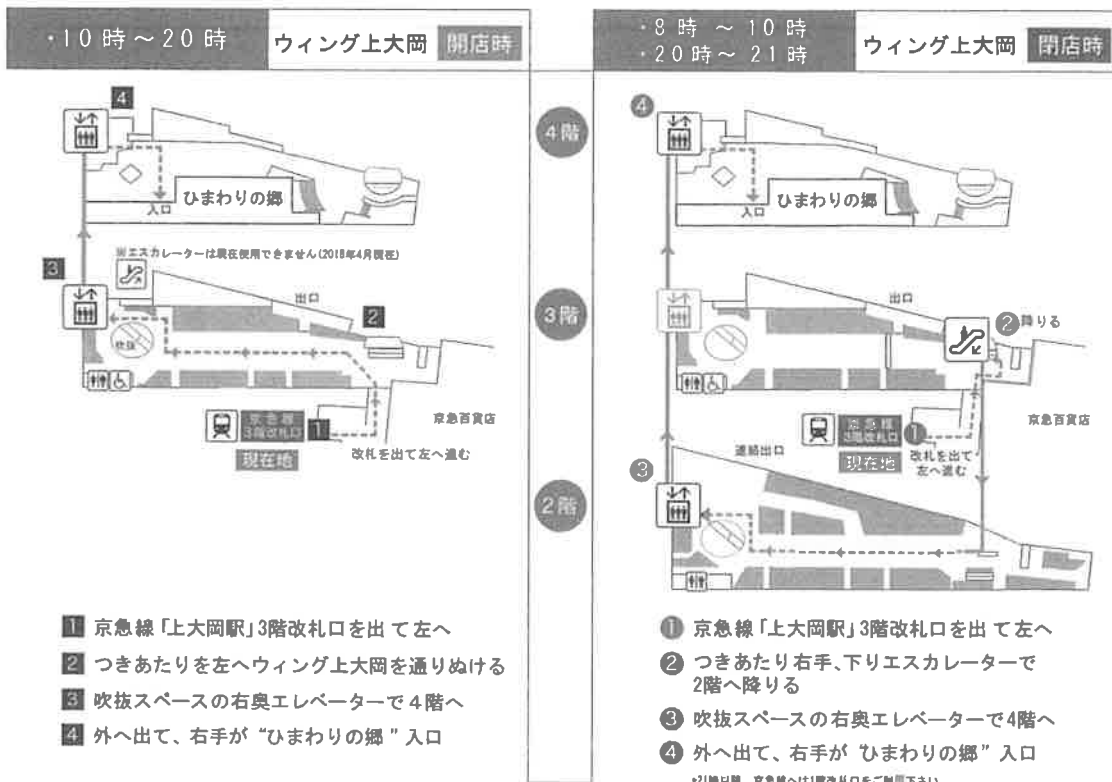 ・10時～20時
ウィング上大岡 開店時
4
ひまわりの郷
入口
※エスカレーターは現在使用できません(2018年4月現在)
3
出口
2
吹抜
京急百貨店
京急線
3階改札口
1
現在地
改札を出て左へ進む
1 京急線「上大岡駅」3階改札口を出て左へ
2 つきあたりを左へウィング上大岡を通りぬける
3 吹抜スペースの右奥エレベーターで4階へ
4 外へ出て、右手が“ひまわりの郷”入口
4階
3階
2階
・8時～10時
・20時～21時
ウィング上大岡 閉店時
4
ひまわりの郷
入口
出口
2 降りる
京急百貨店
京急線
3階改札口
1
現在地
改札を出て
左へ進む
連絡出口
3
1 京急線「上大岡駅」3階改札口を出て左へ
2 つきあたり右手、下りエスカレーターで
2階へ降りる
3 吹抜スペースの右奥エレベーターで4階へ
4 外へ出て、右手が“ひまわりの郷”入口